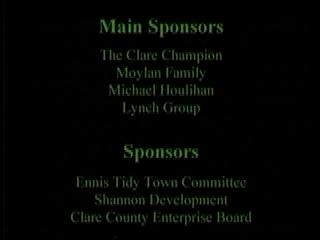 Main Sponsors
The Clare Champion
Moylan Family
Michael Houlihan
Lynch Group
Sponsors
Ennis Tidy Town Committee
Shannon Development
Clare County Enterprise Board